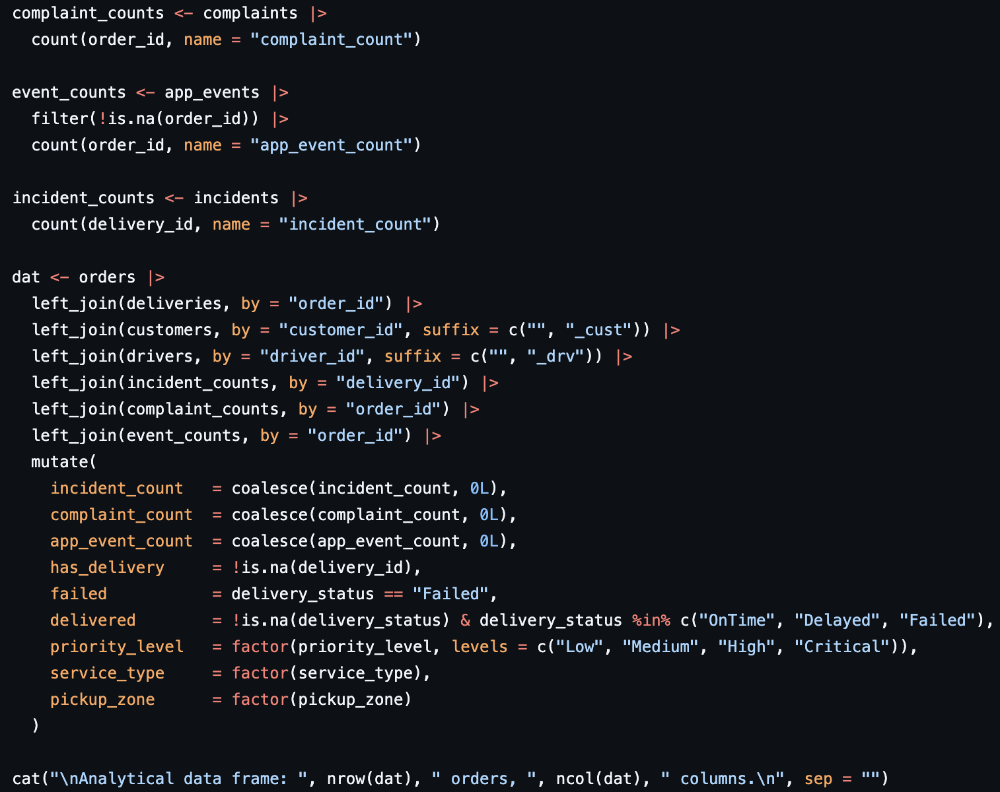 complaint_counts <- complaints |>
  count(order_id, name = "complaint_count")

event_counts <- app_events |>
  filter(!is.na(order_id)) |>
  count(order_id, name = "app_event_count")

incident_counts <- incidents |>
  count(delivery_id, name = "incident_count")

dat <- orders |>
  left_join(deliveries, by = "order_id") |>
  left_join(customers, by = "customer_id", suffix = c("", "_cust")) |>
  left_join(drivers, by = "driver_id", suffix = c("", "_drv")) |>
  left_join(incident_counts, by = "delivery_id") |>
  left_join(complaint_counts, by = "order_id") |>
  left_join(event_counts, by = "order_id") |>
  mutate(
    incident_count   = coalesce(incident_count, 0L),
    complaint_count  = coalesce(complaint_count, 0L),
    app_event_count  = coalesce(app_event_count, 0L),
    has_delivery     = !is.na(delivery_id),
    failed           = delivery_status == "Failed",
    delivered        = !is.na(delivery_status) & delivery_status %in% c("OnTime", "Delayed", "Failed"),
    priority_level   = factor(priority_level, levels = c("Low", "Medium", "High", "Critical")),
    service_type     = factor(service_type),
    pickup_zone      = factor(pickup_zone)
  )

cat("\nAnalytical data frame: ", nrow(dat), " orders, ", ncol(dat), " columns.\n", sep = "")